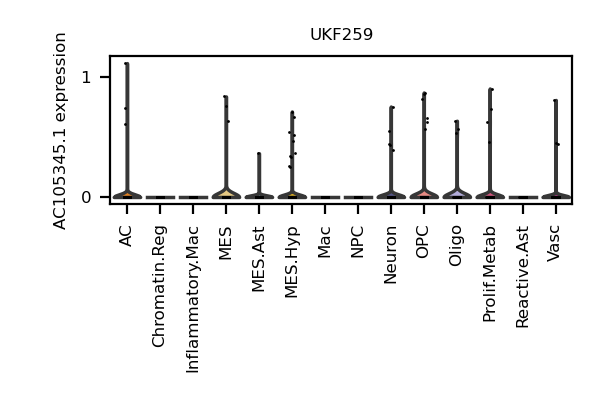 UKF259
AC105345.1 expression
1
0
AC
Chromatin.Reg
Inflammatory.Mac
MES
MES.Ast
MES.Hyp
Mac
NPC
Neuron
OPC
Oligo
Prolif.Metab
Reactive.Ast
Vasc